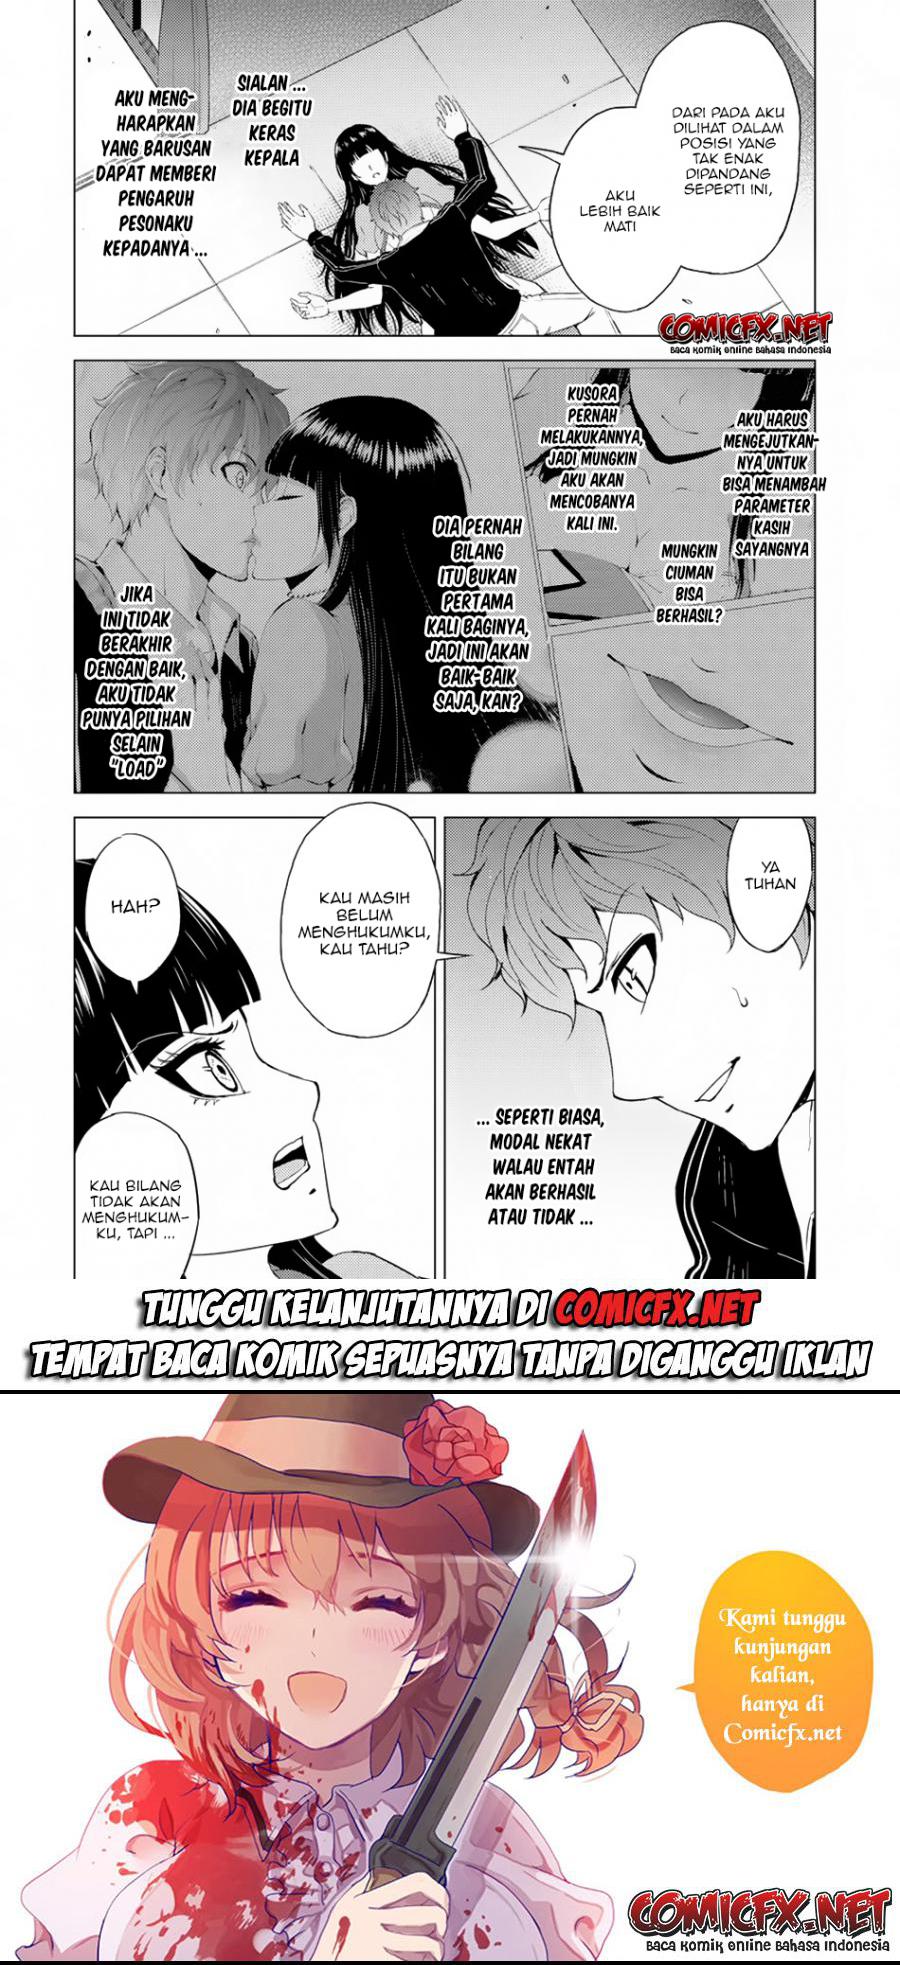 DARI PADA AKU
DILIHAT DALAM
POSISI YANG
TAK ENAK
DIPANDANG
SEPERTI INI,
AKU
LEBIH BAIK
MATI
SIALAN ...
DIA BEGITU
KERAS
KEPALA
AKU MENG-
HARAPKAN
YANG BARUSAN
DAPAT MEMBERI
PENGARUH
PESONAKU
KEPADANYA ...
COMICFX.NET
BACA KOMIK ONLINE BAHASA INDONESIA
AKU HARUS
MENGEJUTKAN-
NYA UNTUK
BISA MENAMBAH
PARAMETER
KASIH
SAYANGNYA
KUSORA
PERNAH
MELAKUKANNYA,
JADI MUNGKIN
AKU AKAN
MENCOBANYA
KALI INI.
MUNGKIN
CIUMAN
BISA
BERHASIL?
DIA PERNAH
BILANG
ITU BUKAN
PERTAMA
KALI BAGINYA,
JADI INI AKAN
BAIK-BAIK
SAJA, KAN?
JIKA
INI TIDAK
BERAKHIR
DENGAN BAIK,
AKU TIDAK
PUNYA PILIHAN
SELAIN
"LOAD"
YA
TUHAN
KAU MASIH
BELUM
MENGHUKUMKU,
KAU TAHU?
... SEPERTI BIASA,
MODAL NEKAT
WALAU ENTAH
AKAN BERHASIL
ATAU TIDAK ...
HAH?
KAU BILANG
TIDAK AKAN
MENGHUKUM-
KU, TAPI ...
TUNGGU KELANJUTANNYA DI COMICFX.NET
TEMPAT BACA KOMIK SEPUASNYA TANPA DIGANGGU IKLAN
Kami tunggu
kunjungan
kalian,
hanya di
Comicfx.net
COMICFX.NET
BACA KOMIK ONLINE BAHASA INDONESIA